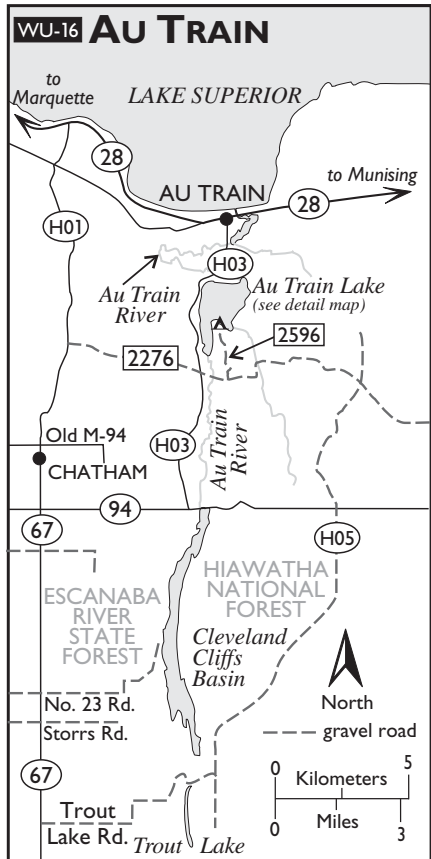 WU-16 AU TRAIN
to
Marquette
LAKE SUPERIOR
28
AU TRAIN
to Munising
28
H01
H03
Au Train
River
Au Train Lake
(see detail map)
2596
2276
Old M-94
CHATHAM
H03
Au Train
River
94
67
H05
ESCANABA
RIVER
STATE
FOREST
HIAWATHA
NATIONAL
FOREST
Cleveland
Cliffs
Basin
No. 23 Rd.
Storrs Rd.
North
gravel road
67
0 5
Kilometers
Miles
0 3
Trout
Lake Rd.
Trout Lake